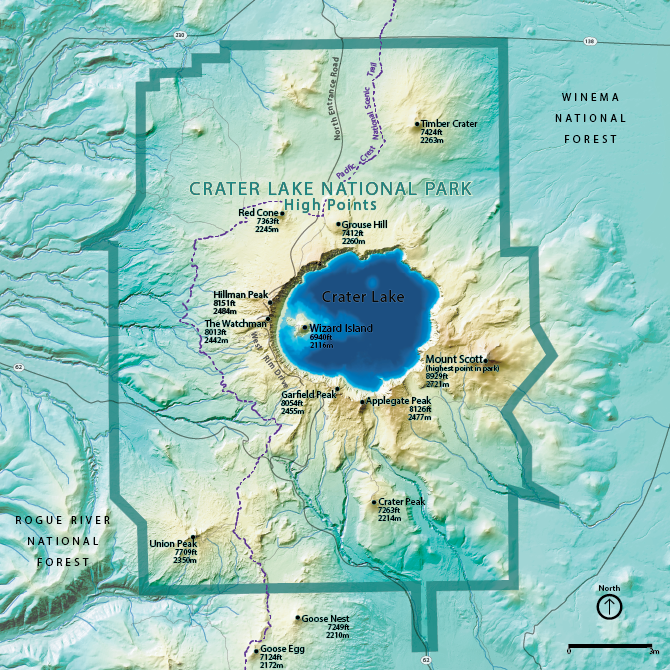 230
138
North Entrance Road
Pacific Crest National Scenic Trail
Timber Crater
7424ft
2263m
WINEMA
NATIONAL
FOREST
CRATER LAKE NATIONAL PARK
High Points
Red Cone
7363ft
2245m
Grouse Hill
7412ft
2260m
Hillman Peak
8151ft
2484m
Crater Lake
The Watchman
8013ft
2442m
Wizard Island
6940ft
2116m
West Rim Drive
Mount Scott
(highest point in park)
8929ft
2721m
62
Garfield Peak
8054ft
2455m
Applegate Peak
8126ft
2477m
Crater Peak
7263ft
2214m
ROGUE RIVER
NATIONAL
FOREST
Union Peak
7709ft
2350m
North
Goose Nest
7249ft
2210m
Goose Egg
7124ft
2172m
62
0 3m